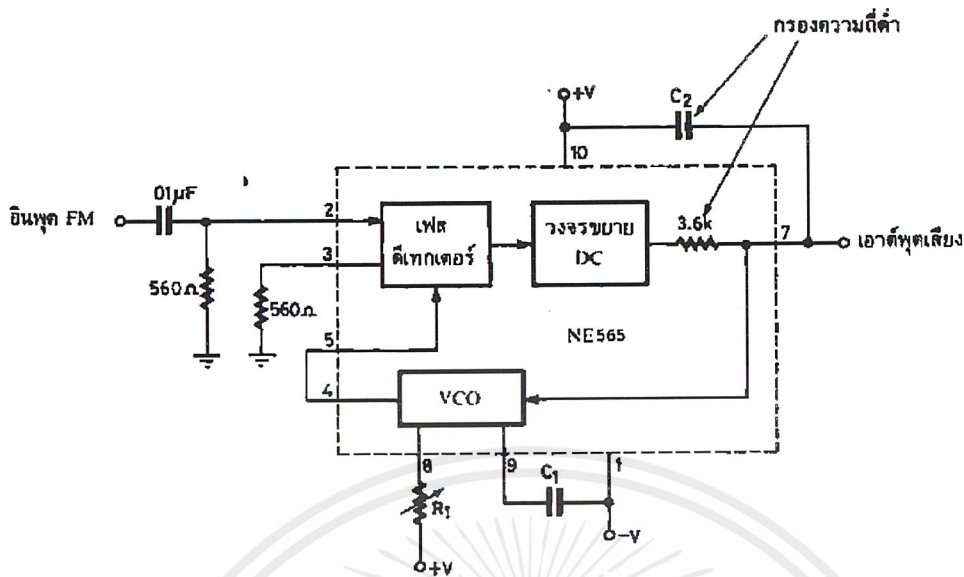 กรองความถี่ต่ำ
+V
C2
10
01µF
อินพุต FM
2
เฟส
ดีเทกเตอร์
วงจรขยาย
DC
3.6k
7
เอาต์พุตเสียง
3
560Ω
560Ω
NE565
5
4
VCO
8
9
1
R1
C1
+V
-V